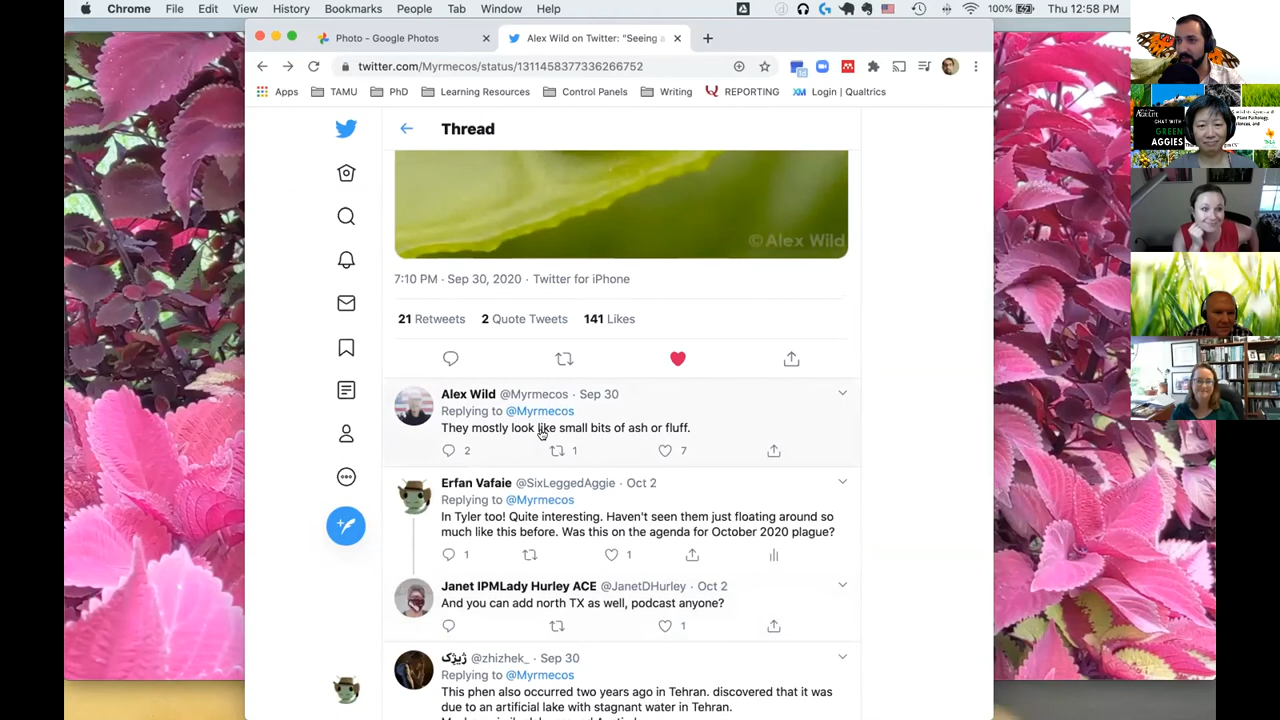 Chrome File Edit View History Bookmarks People Tab Window Help
100% Thu 12:58 PM
Photo - Google Photos
Alex Wild on Twitter: "Seeing a
twitter.com/Myrmecos/status/1311458377336266752
Apps TAMU PhD Learning Resources Control Panels Writing REPORTING Login | Qualtrics
Thread
©Alex Wild
7:10 PM · Sep 30, 2020 · Twitter for iPhone
21 Retweets 2 Quote Tweets 141 Likes
Alex Wild @Myrmecos · Sep 30
Replying to @Myrmecos
They mostly look like small bits of ash or fluff.
2 1 7
Erfan Vafaie @SixLeggedAggie · Oct 2
Replying to @Myrmecos
In Tyler too! Quite interesting. Haven't seen them just floating around so
much like this before. Was this on the agenda for October 2020 plague?
1 1
Janet IPMLady Hurley ACE @JanetDHurley · Oct 2
And you can add north TX as well, podcast anyone?
1
ژیژک @zhizhek_ · Sep 30
Replying to @Myrmecos
This phen also occurred two years ago in Tehran. discovered that it was
due to an artificial lake with stagnant water in Tehran.
CHAT WITH
GREEN
AGGIES
Plant Pathology